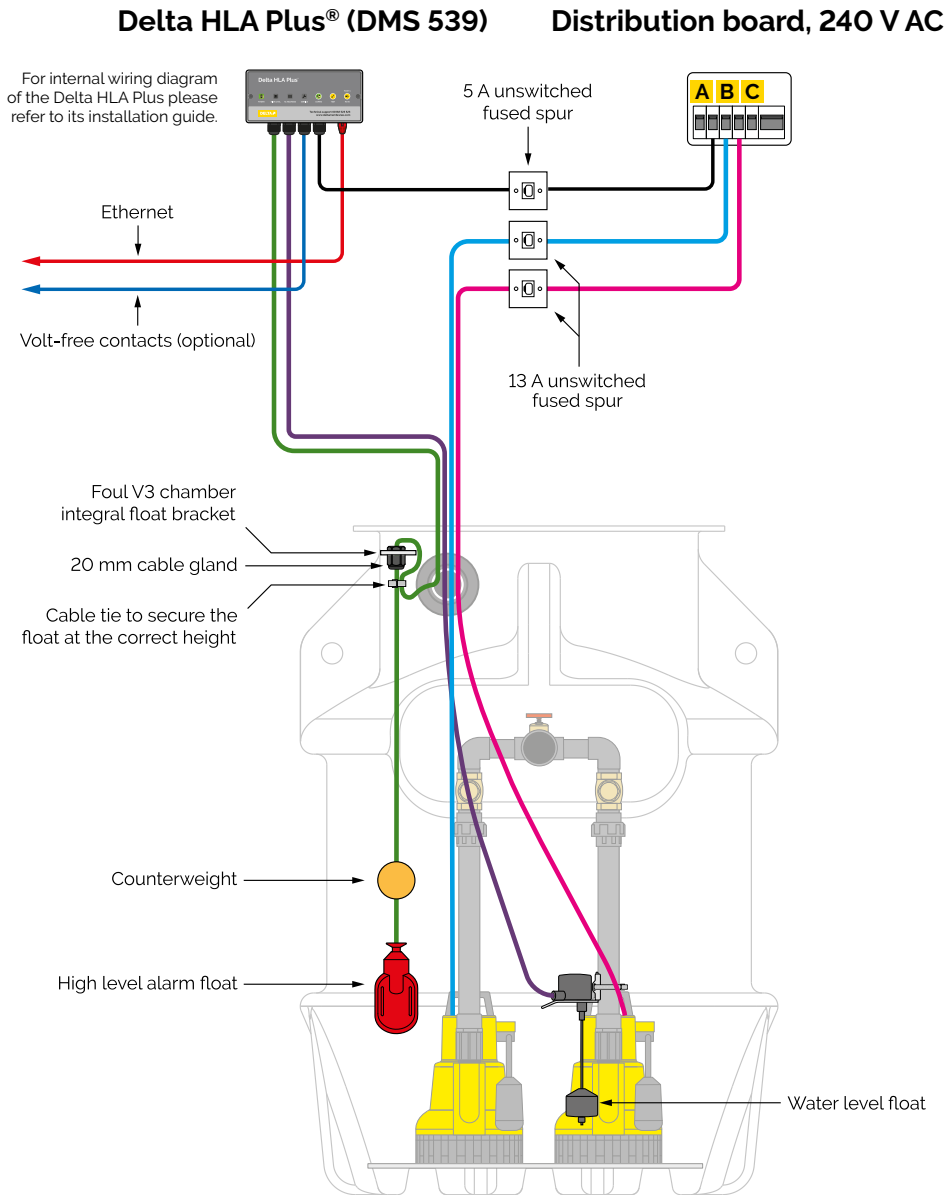 Delta HLA Plus® (DMS 539)
Distribution board, 240 V AC
For internal wiring diagram
of the Delta HLA Plus please
refer to its installation guide.
Delta HLA Plus
5 A unswitched
fused spur
A B C
Ethernet
Volt-free contacts (optional)
13 A unswitched
fused spur
Foul V3 chamber
integral float bracket
20 mm cable gland
Cable tie to secure the
float at the correct height
Counterweight
High level alarm float
Water level float